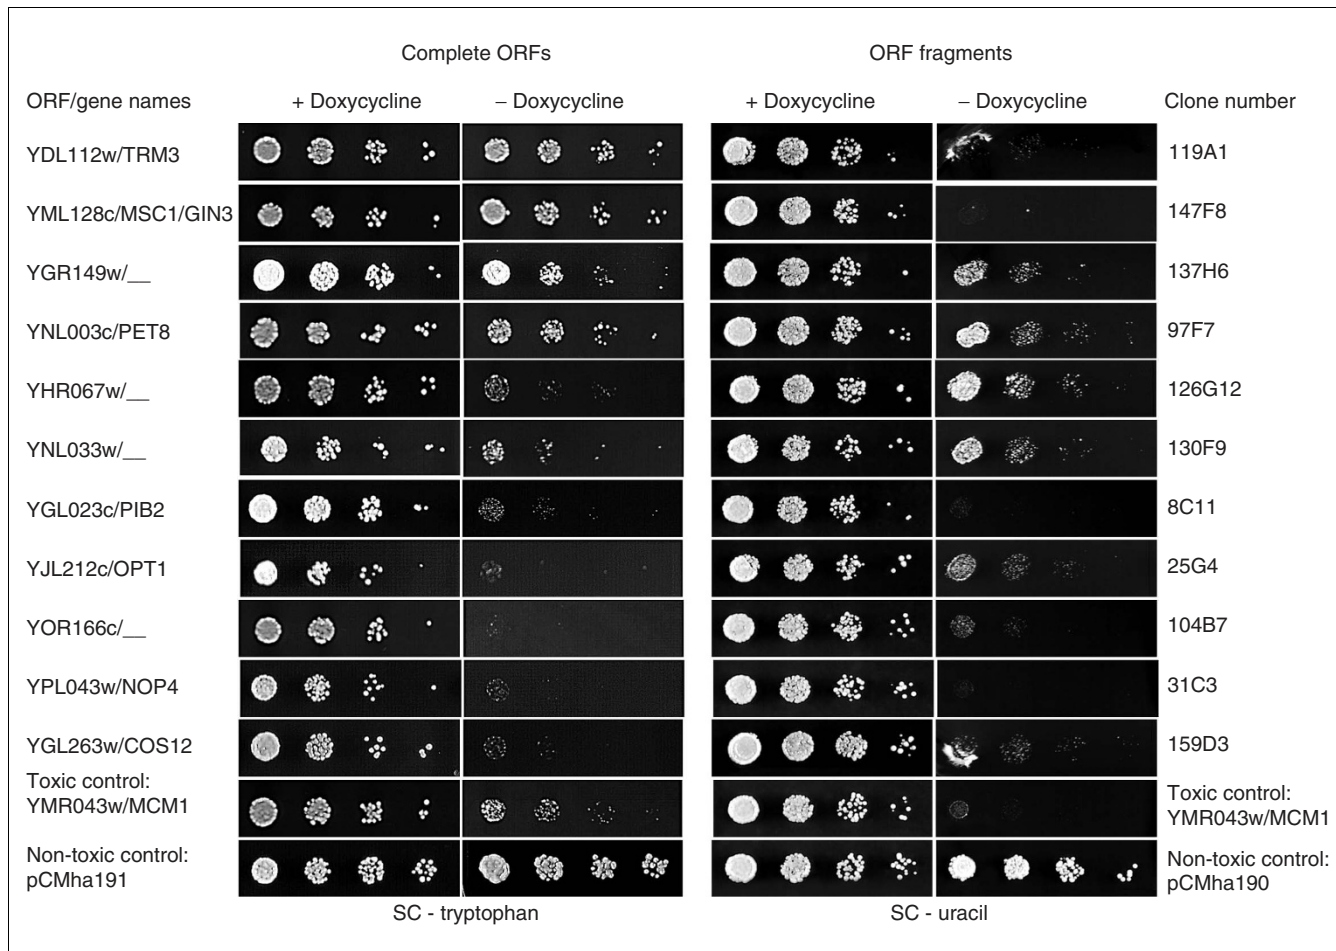 Complete ORFs ORF fragments
ORF/gene names + Doxycycline – Doxycycline + Doxycycline – Doxycycline Clone number
YDL112w/TRM3 119A1
YML128c/MSC1/GIN3 147F8
YGR149w/__ 137H6
YNL003c/PET8 97F7
YHR067w/__ 126G12
YNL033w/__ 130F9
YGL023c/PIB2 8C11
YJL212c/OPT1 25G4
YOR166c/__ 104B7
YPL043w/NOP4 31C3
YGL263w/COS12 159D3
Toxic control: Toxic control:
YMR043w/MCM1 YMR043w/MCM1
Non-toxic control: Non-toxic control:
pCMha191 pCMha190
SC - tryptophan SC - uracil